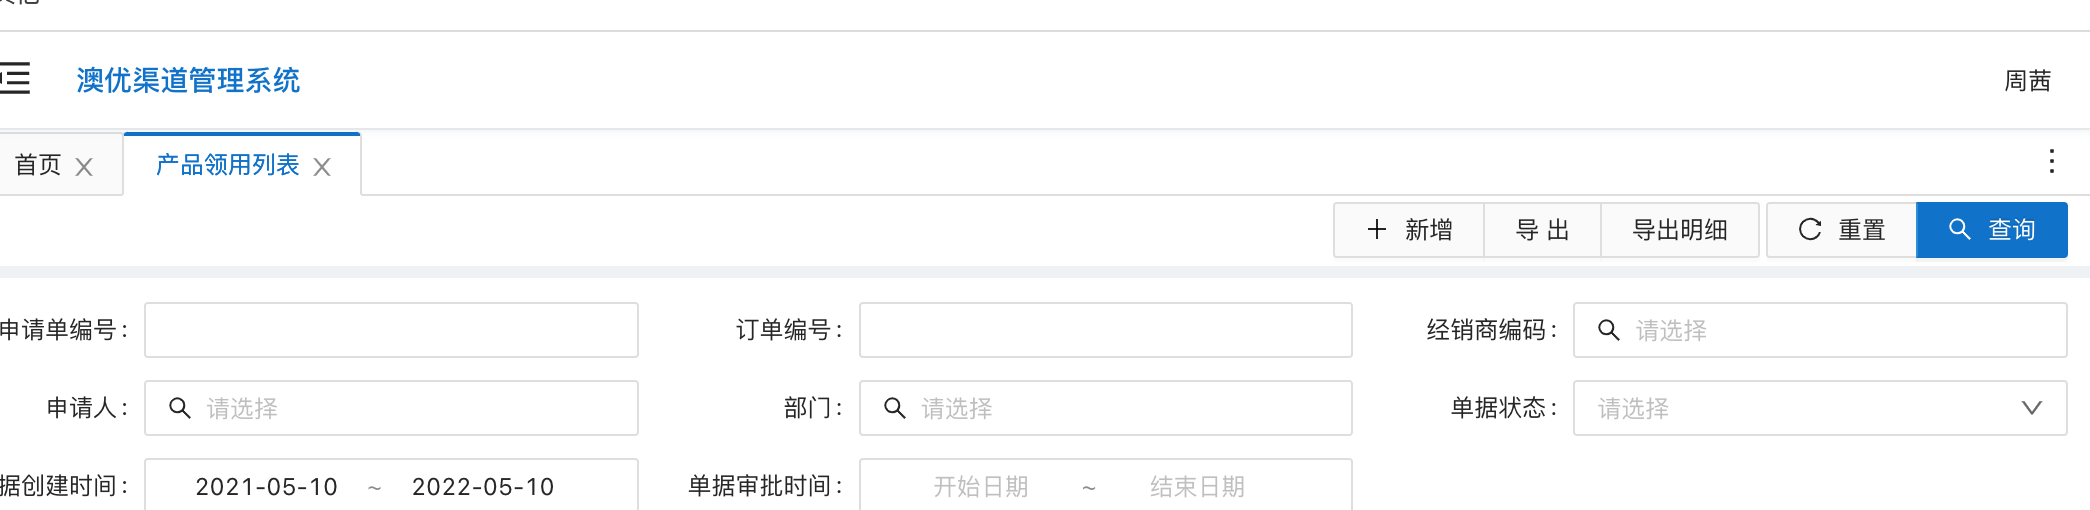 澳优渠道管理系统 周茜
首页 产品领用列表
新增 导出 导出明细 重置 查询
申请单编号: 订单编号: 经销商编码: 请选择
申请人: 请选择 部门: 请选择 单据状态: 请选择
据创建时间: 2021-05-10 ~ 2022-05-10 单据审批时间: 开始日期 ~ 结束日期